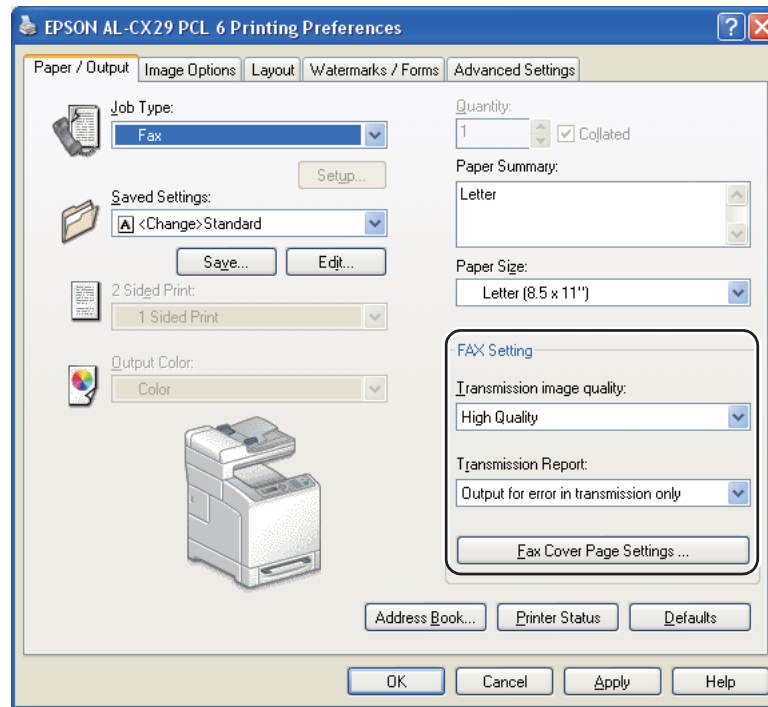 EPSON AL-CX29 PCL 6 Printing Preferences
Paper / Output
Image Options
Layout
Watermarks / Forms
Advanced Settings
Job Type:
Fax
Setup...
Saved Settings:
A <Change>Standard
Save...
Edit...
2 Sided Print:
1 Sided Print
Output Color:
Color
Quantity:
1
Collated
Paper Summary:
Letter
Paper Size:
Letter (8.5 x 11")
FAX Setting
Transmission image quality:
High Quality
Transmission Report:
Output for error in transmission only
Fax Cover Page Settings ...
Address Book...
Printer Status
Defaults
OK
Cancel
Apply
Help